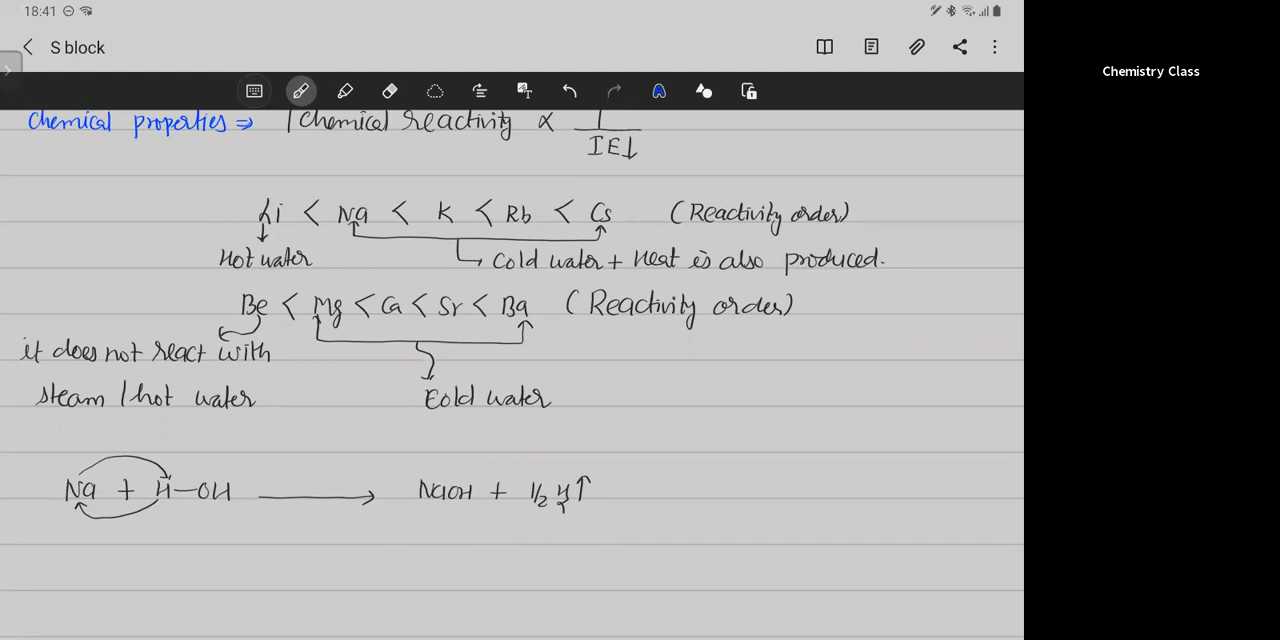 18:41
S block
Chemistry Class
Chemical properties ⇒ ↑Chemical reactivity ∝ 1/IE↓
Li < Na < K < Rb < Cs (Reactivity order)
Hot water
Cold water + Heat is also produced.
Be < Mg < Ca < Sr < Ba (Reactivity order)
it does not react with
steam / hot water
Cold water
Na + H—OH ⟶ NaOH + 1/2 H₂↑